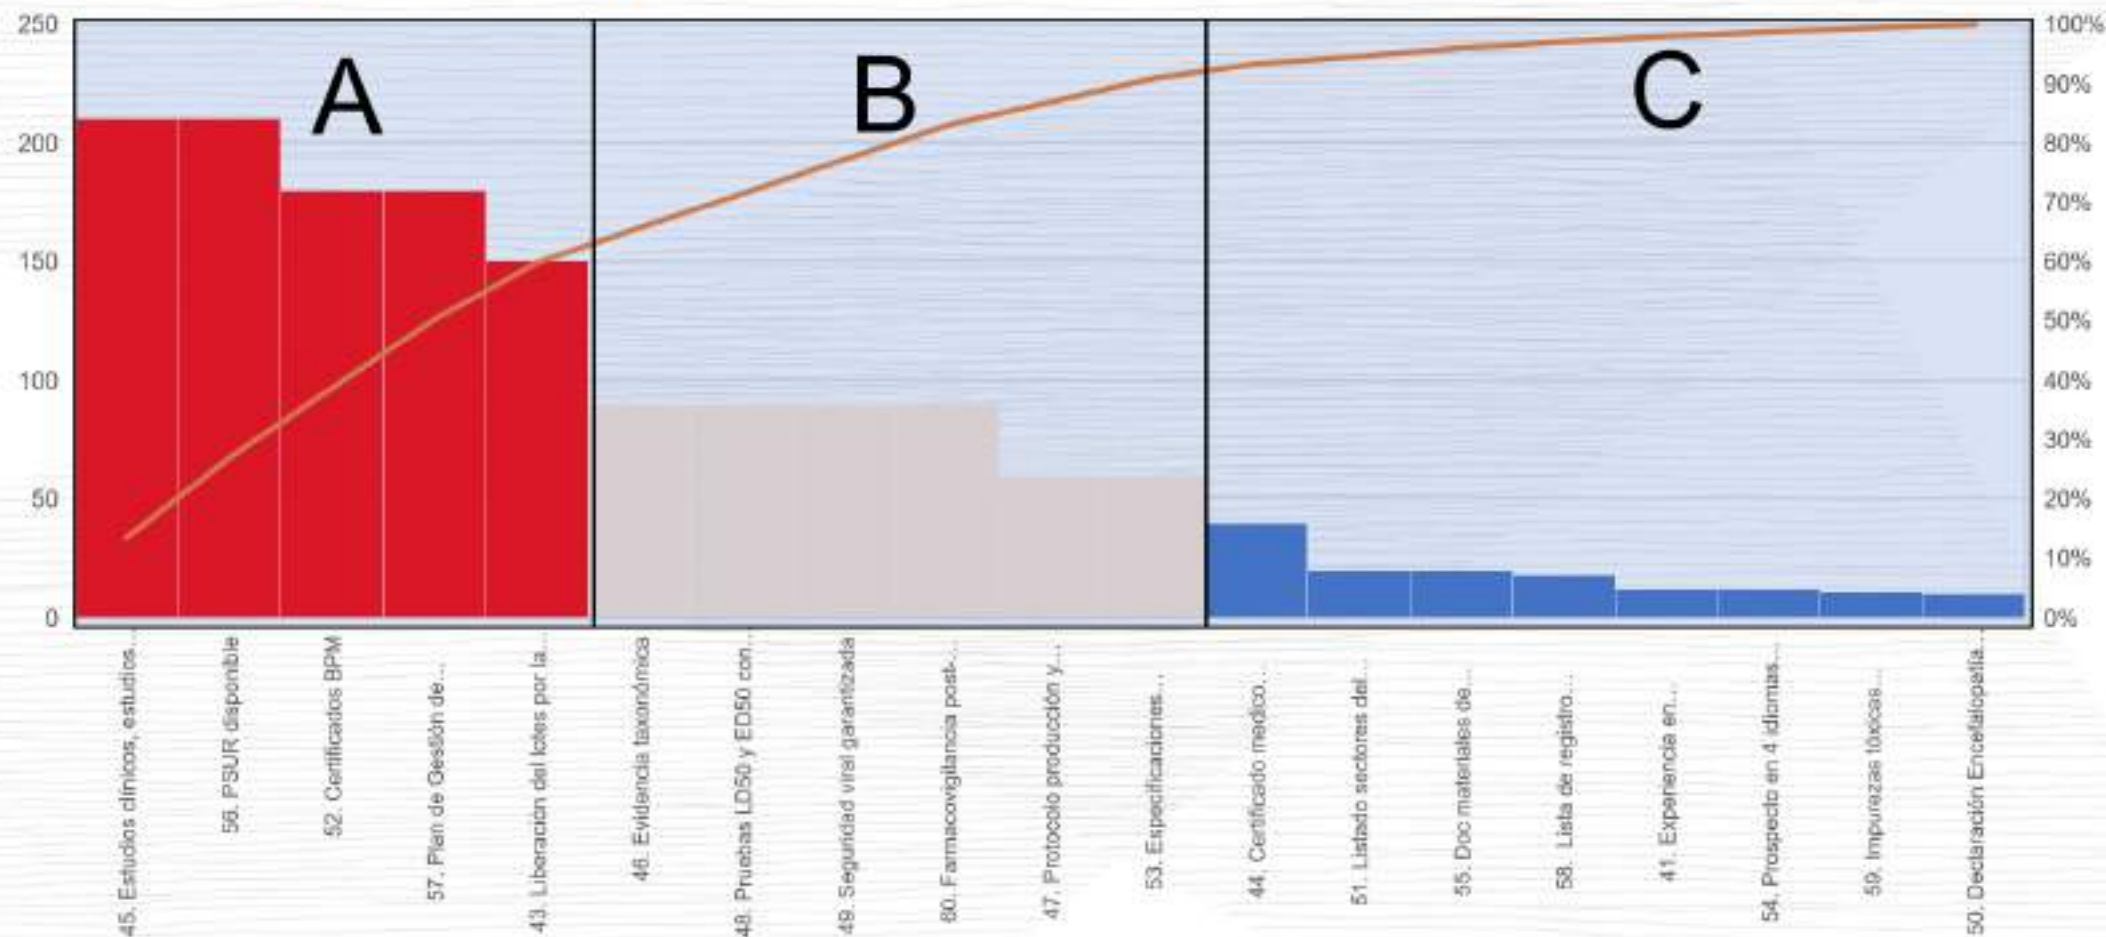 250
200
150
100
50
0
A
B
C
100%
90%
80%
70%
60%
50%
40%
30%
20%
10%
0%
45. Estudios clínicos, estudios...
56. PSUR disponible
52. Certificados BPM
57. Plan de Gestión de...
43. Liberación del lotes por la...
46. Evidencia taxonómica
48. Pruebas LD50 y ED50 con...
49. Seguridad viral garantizada
60. Farmacovigilancia post-...
47. Protocolo producción y...
53. Especificaciones...
44. Certificado medico...
51. Listado sectores del...
55. Doc materiales de...
58. Lista de registro...
41. Experiencia en...
54. Prospecto en 4 idiomas...
59. Impurezas tóxicas...
50. Declaración Encefalopatía...